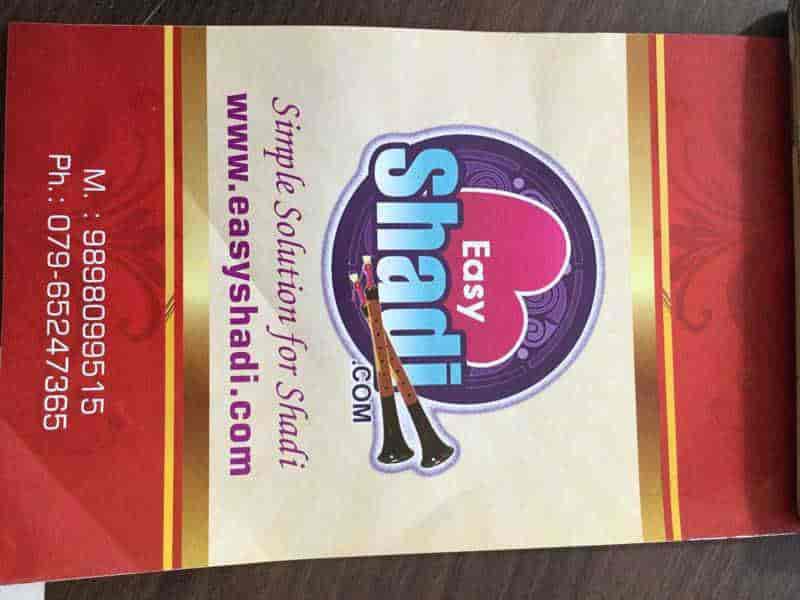 Easy
Shadi
.COM
Simple Solution for Shadi
www.easyshadi.com
M. : 9898099515
Ph.: 079-65247365